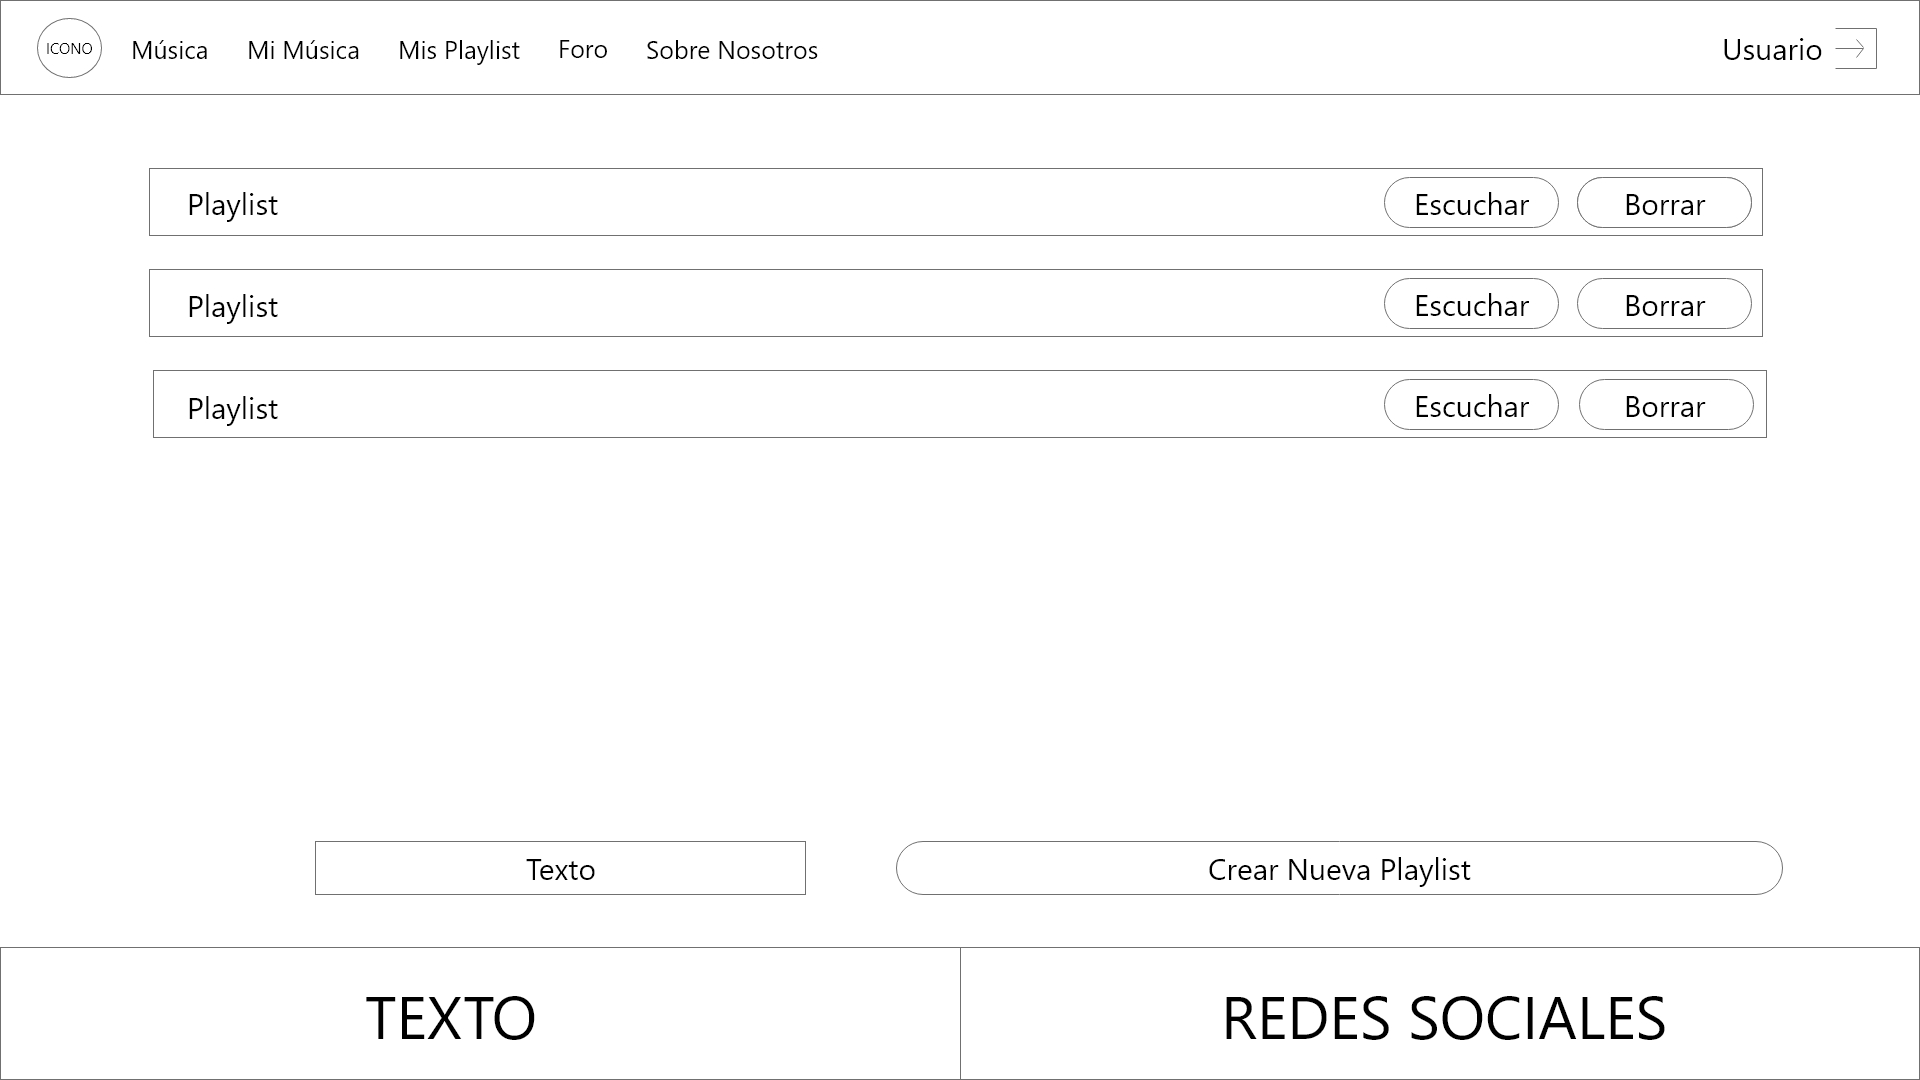 ICONO Música Mi Música Mis Playlist Foro Sobre Nosotros Usuario
Playlist Escuchar Borrar
Playlist Escuchar Borrar
Playlist Escuchar Borrar
Texto Crear Nueva Playlist
TEXTO REDES SOCIALES